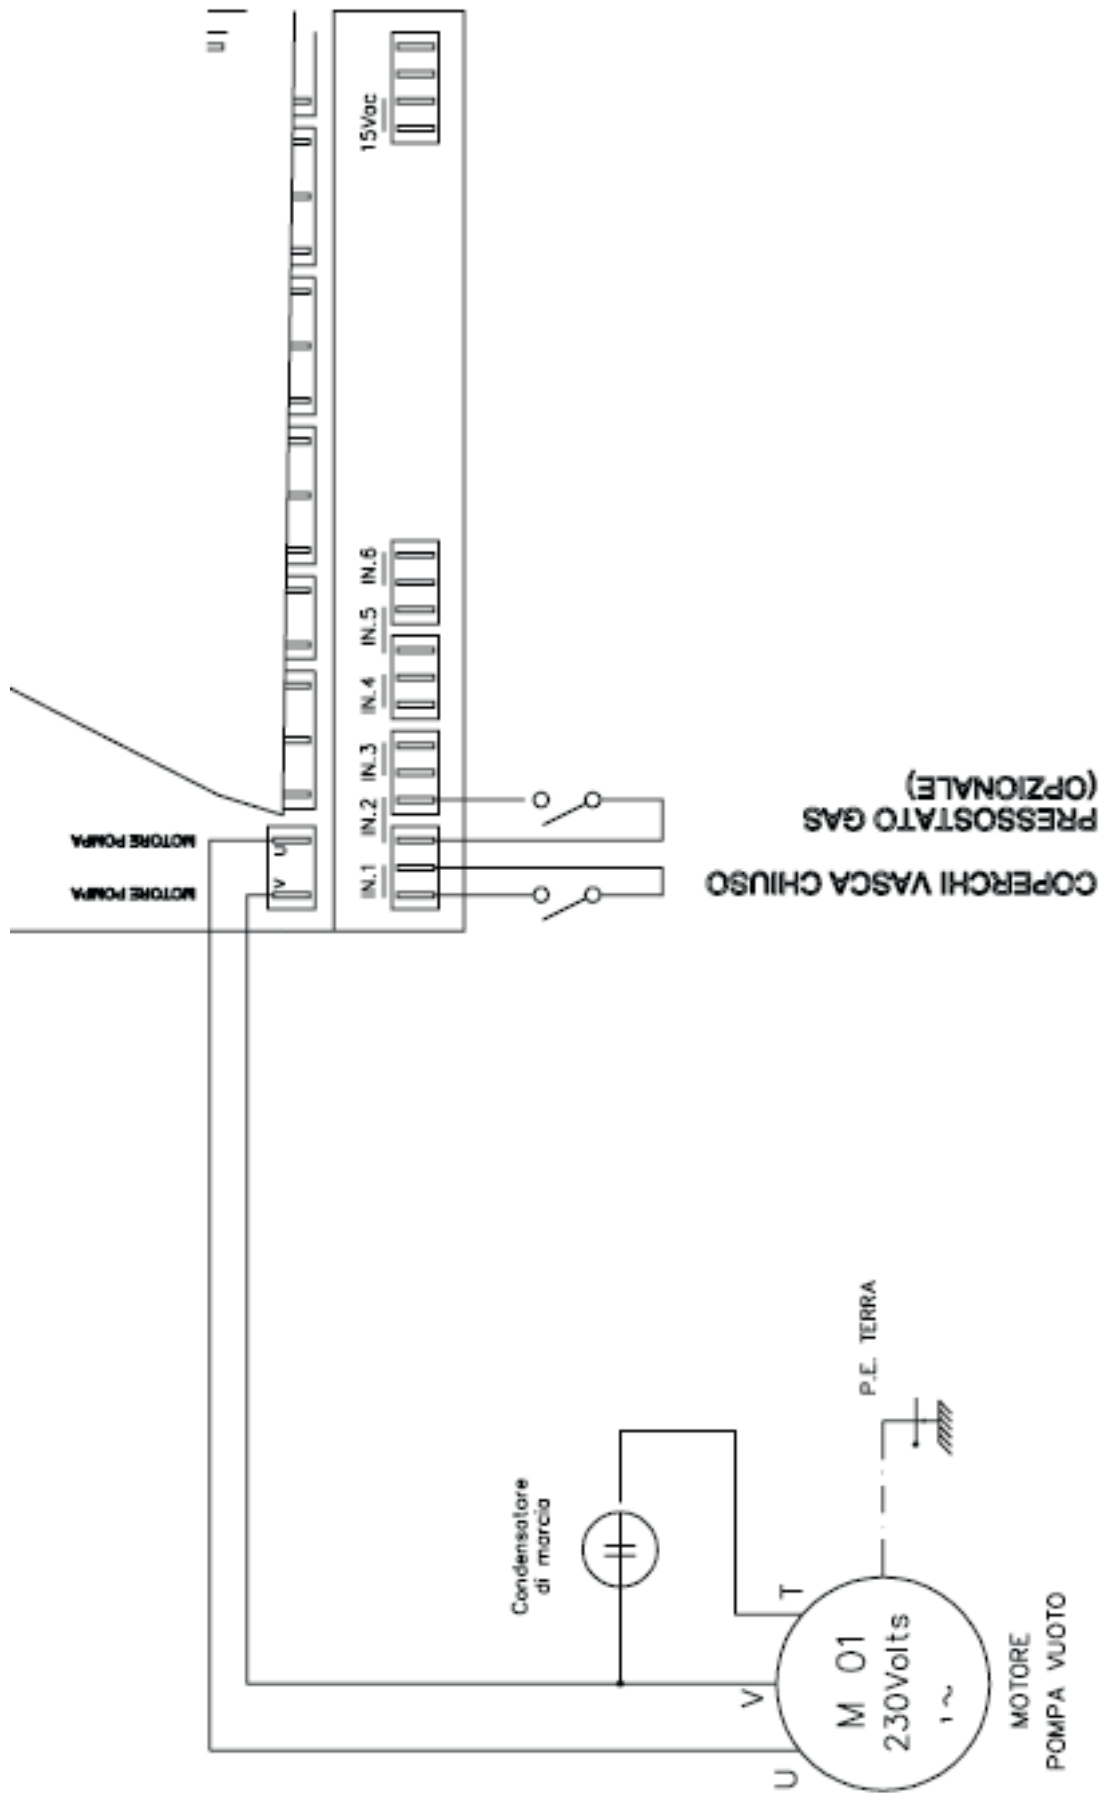 15Vac
IN.6
IN.5
IN.4
IN.3
IN.2
IN.1
MOTORE POMPA
MOTORE POMPA
U
V
PRESSOSTATO GAS
(OPZIONALE)
COPERCHI VASCA CHIUSO
P.E. TERRA
Condensatore
di marcia
T
V
U
M 01
230Volts
1~
MOTORE
POMPA VUOTO